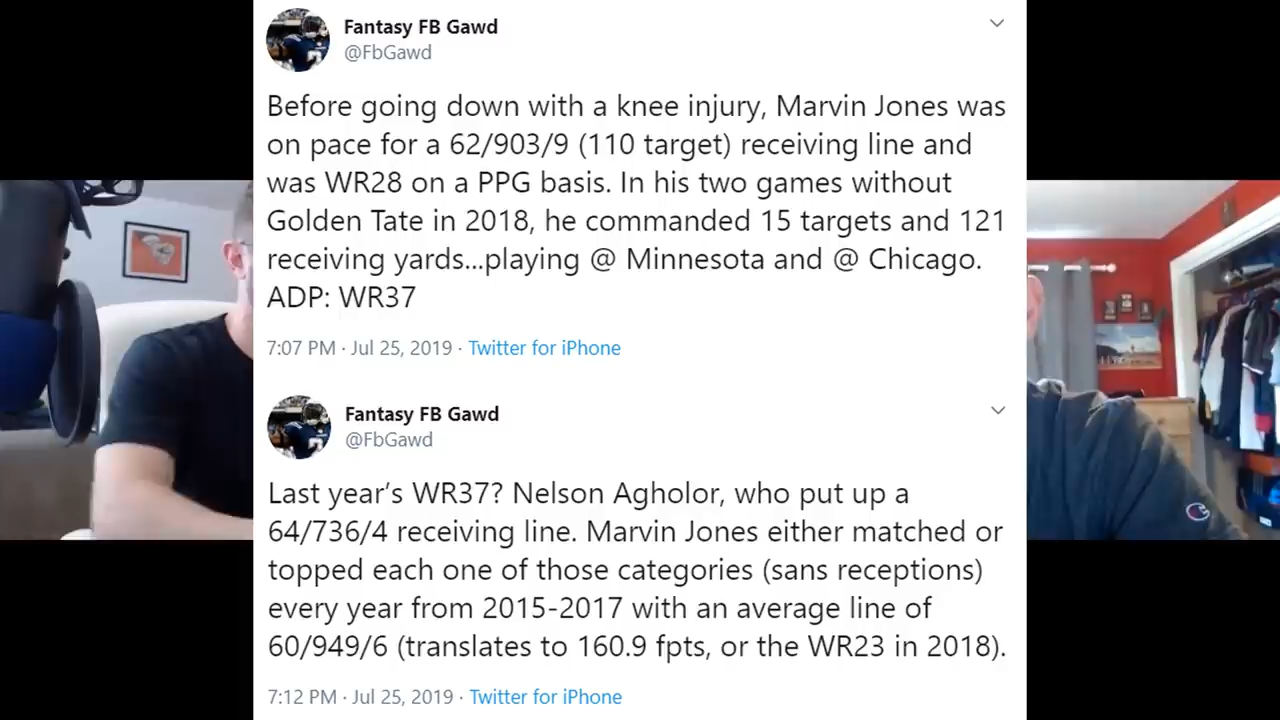 Fantasy FB Gawd
@FbGawd
Before going down with a knee injury, Marvin Jones was
on pace for a 62/903/9 (110 target) receiving line and
was WR28 on a PPG basis. In his two games without
Golden Tate in 2018, he commanded 15 targets and 121
receiving yards...playing @ Minnesota and @ Chicago.
ADP: WR37
7:07 PM · Jul 25, 2019 · Twitter for iPhone
Fantasy FB Gawd
@FbGawd
Last year’s WR37? Nelson Agholor, who put up a
64/736/4 receiving line. Marvin Jones either matched or
topped each one of those categories (sans receptions)
every year from 2015-2017 with an average line of
60/949/6 (translates to 160.9 fpts, or the WR23 in 2018).
7:12 PM · Jul 25, 2019 · Twitter for iPhone